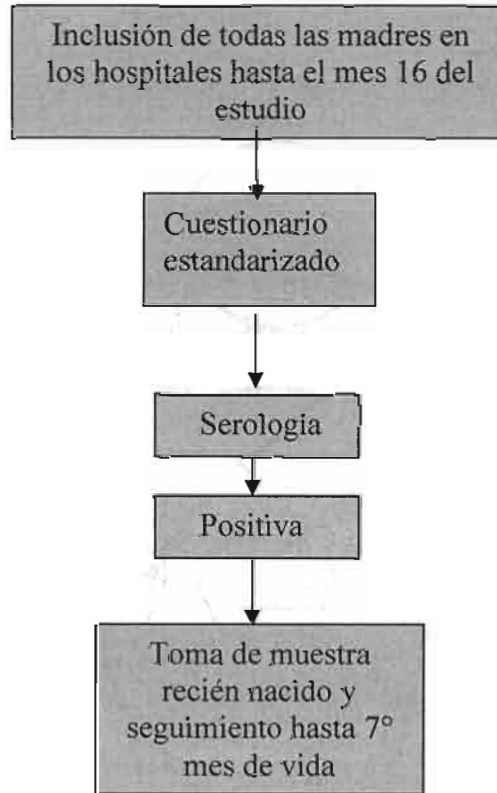 Inclusión de todas las madres en
los hospitales hasta el mes 16 del
estudio
Cuestionario
estandarizado
Serologia
Positiva
Toma de muestra
recién nacido y
seguimiento hasta 7°
mes de vida